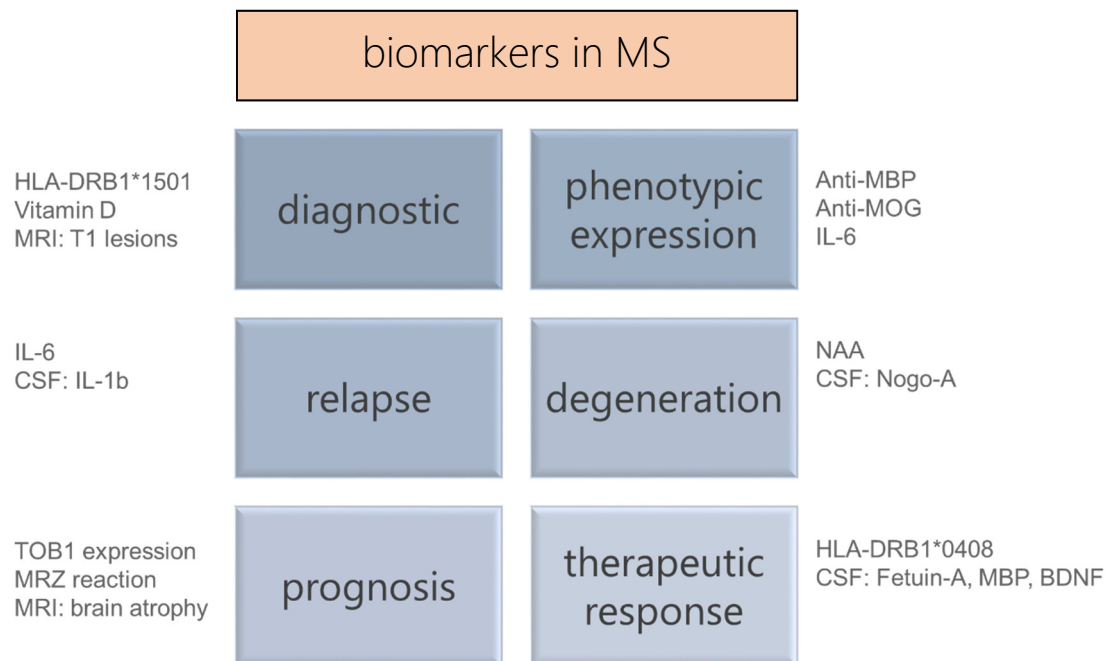 biomarkers in MS
HLA-DRB1*1501
Vitamin D
MRI: T1 lesions
diagnostic
phenotypic
expression
Anti-MBP
Anti-MOG
IL-6
IL-6
CSF: IL-1b
relapse
degeneration
NAA
CSF: Nogo-A
TOB1 expression
MRZ reaction
MRI: brain atrophy
prognosis
therapeutic
response
HLA-DRB1*0408
CSF: Fetuin-A, MBP, BDNF